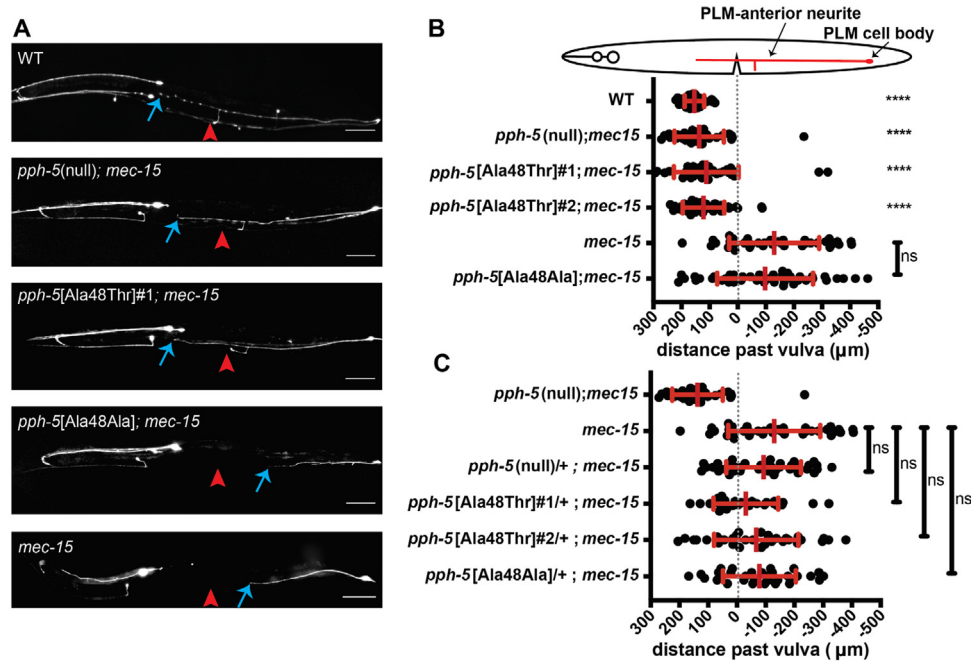 A
WT
pph-5(null); mec-15
pph-5[Ala48Thr]#1; mec-15
pph-5[Ala48Ala]; mec-15
mec-15
B
PLM-anterior neurite
PLM cell body
WT
****
pph-5(null);mec15
****
pph-5[Ala48Thr]#1; mec-15
****
pph-5[Ala48Thr]#2; mec-15
****
mec-15
ns
pph-5[Ala48Ala];mec-15
300 200 100 0 -100 -200 -300 -400 -500
distance past vulva (µm)
C
pph-5(null);mec15
mec-15
pph-5(null)/+ ; mec-15
pph-5[Ala48Thr]#1/+ ; mec-15
pph-5[Ala48Thr]#2/+ ; mec-15
pph-5[Ala48Ala]/+ ; mec-15
ns
ns
ns
ns
300 200 100 0 -100 -200 -300 -400 -500
distance past vulva (µm)